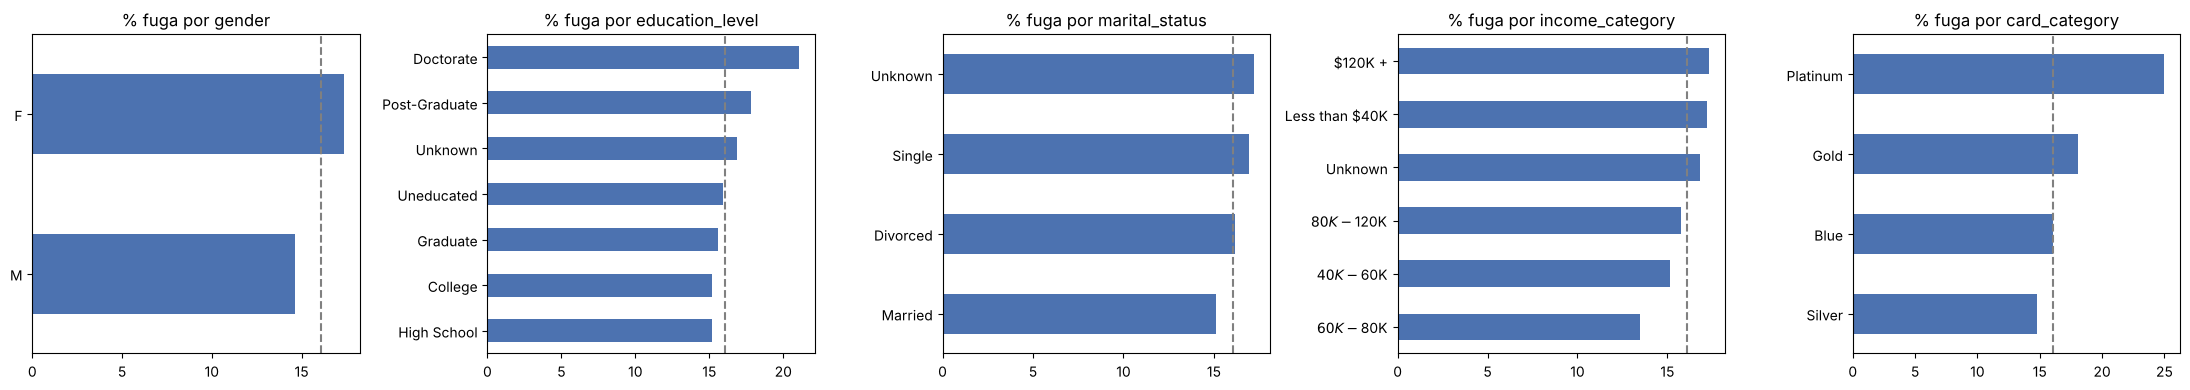 % fuga por gender
F
M
0 5 10 15
% fuga por education_level
Doctorate
Post-Graduate
Unknown
Uneducated
Graduate
College
High School
0 5 10 15 20
% fuga por marital_status
Unknown
Single
Divorced
Married
0 5 10 15
% fuga por income_category
$120K +
Less than $40K
Unknown
80K − 120K
40K − 60K
60K − 80K
0 5 10 15
% fuga por card_category
Platinum
Gold
Blue
Silver
0 5 10 15 20 25